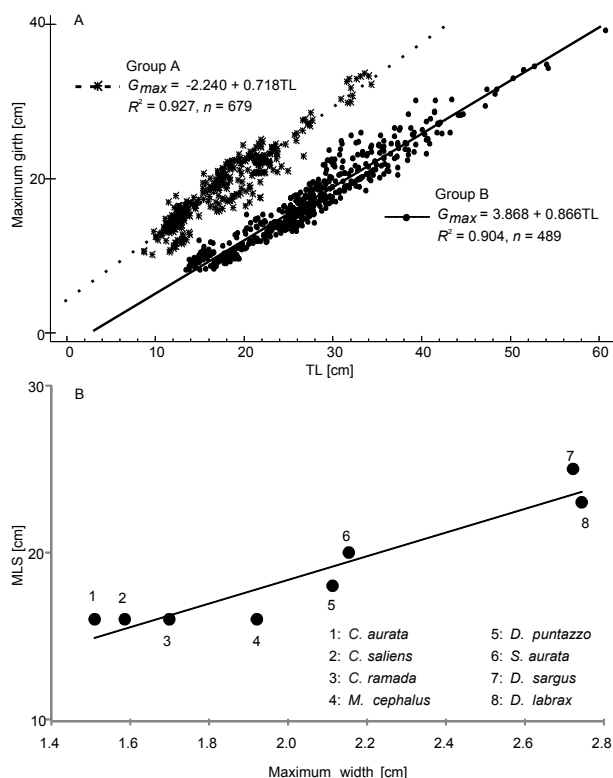 A
40
20
0
Maximum girth [cm]
Group A
Gmax = -2.240 + 0.718TL
R² = 0.927, n = 679
Group B
Gmax = 3.868 + 0.866TL
R² = 0.904, n = 489
0 10 20 30 40 50 60
TL [cm]
B
30
20
10
MLS [cm]
1
2
3
4
5
6
7
8
1: C. aurata
2: C. saliens
3: C. ramada
4: M. cephalus
5: D. puntazzo
6: S. aurata
7: D. sargus
8: D. labrax
1.4 1.6 1.8 2.0 2.2 2.4 2.6 2.8
Maximum width [cm]